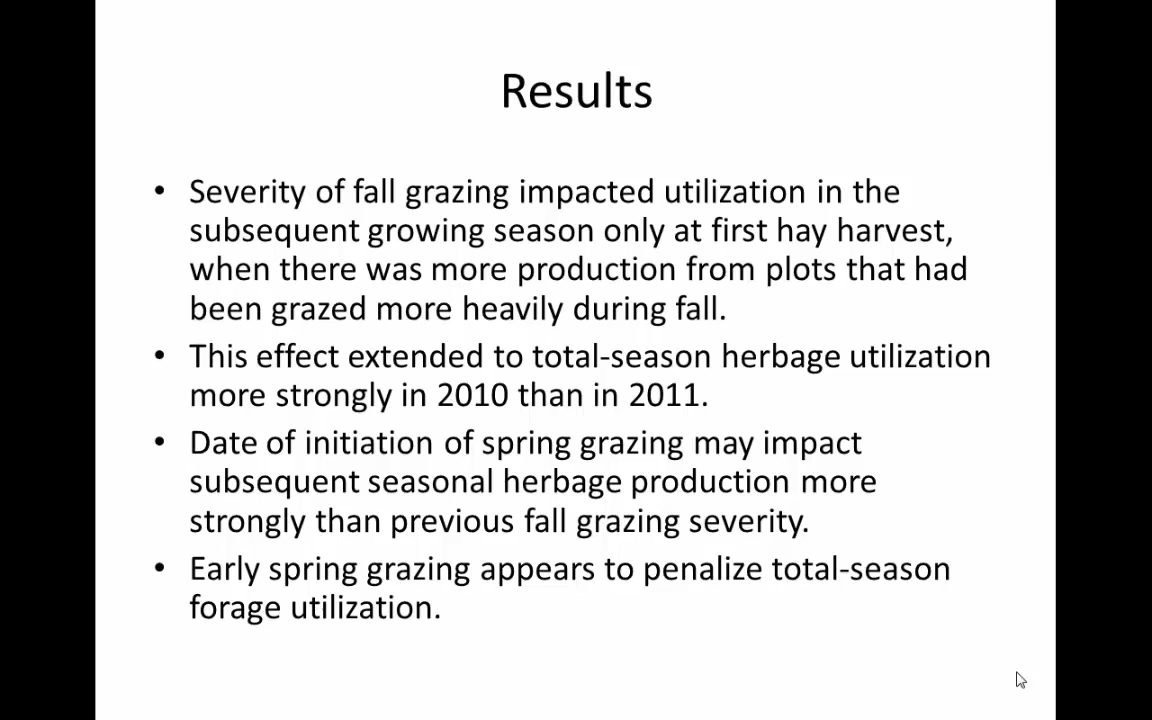 Results
• Severity of fall grazing impacted utilization in the
subsequent growing season only at first hay harvest,
when there was more production from plots that had
been grazed more heavily during fall.
• This effect extended to total-season herbage utilization
more strongly in 2010 than in 2011.
• Date of initiation of spring grazing may impact
subsequent seasonal herbage production more
strongly than previous fall grazing severity.
• Early spring grazing appears to penalize total-season
forage utilization.